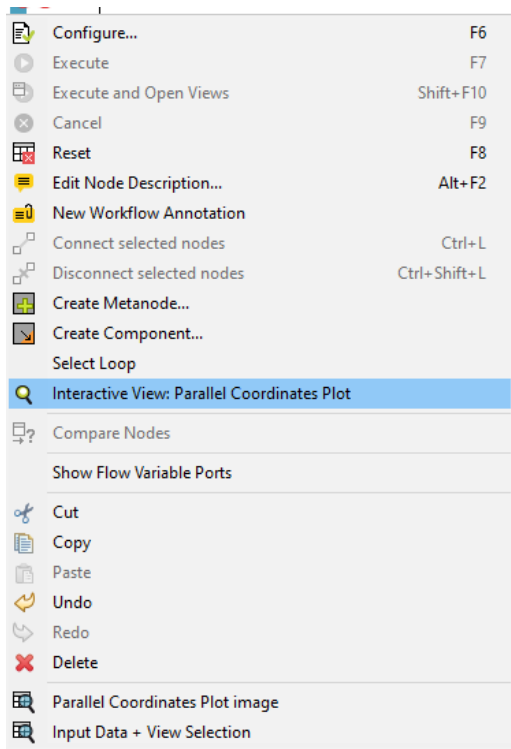 Configure... F6
Execute F7
Execute and Open Views Shift+F10
Cancel F9
Reset F8
Edit Node Description... Alt+F2
New Workflow Annotation
Connect selected nodes Ctrl+L
Disconnect selected nodes Ctrl+Shift+L
Create Metanode...
Create Component...
Select Loop
Interactive View: Parallel Coordinates Plot
Compare Nodes
Show Flow Variable Ports
Cut
Copy
Paste
Undo
Redo
Delete
Parallel Coordinates Plot image
Input Data + View Selection